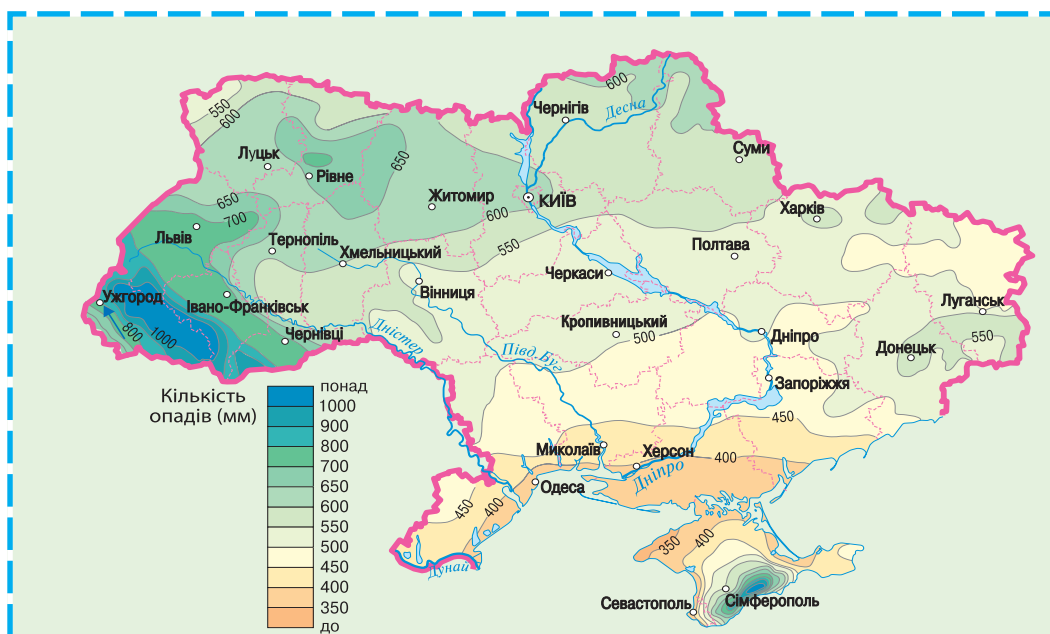 600
Чернігів
Десна
550
600
Луцьк
Рівне
650
Житомир
КИЇВ
Суми
650
700
Львів
Тернопіль
Хмельницький
600
550
Харків
Полтава
Ужгород
Івано-Франківськ
Вінниця
Черкаси
Луганськ
800
1000
Чернівці
Дністер
Кропивницький
500
Дніпро
550
Донецьк
Півд. Буг
Запоріжжя
450
Кількість
опадів (мм)
понад
1000
900
800
700
650
600
550
500
450
400
350
до
Миколаїв
Херсон
400
Дніпро
Одеса
450
400
Дунай
350
400
Севастополь
Сімферополь